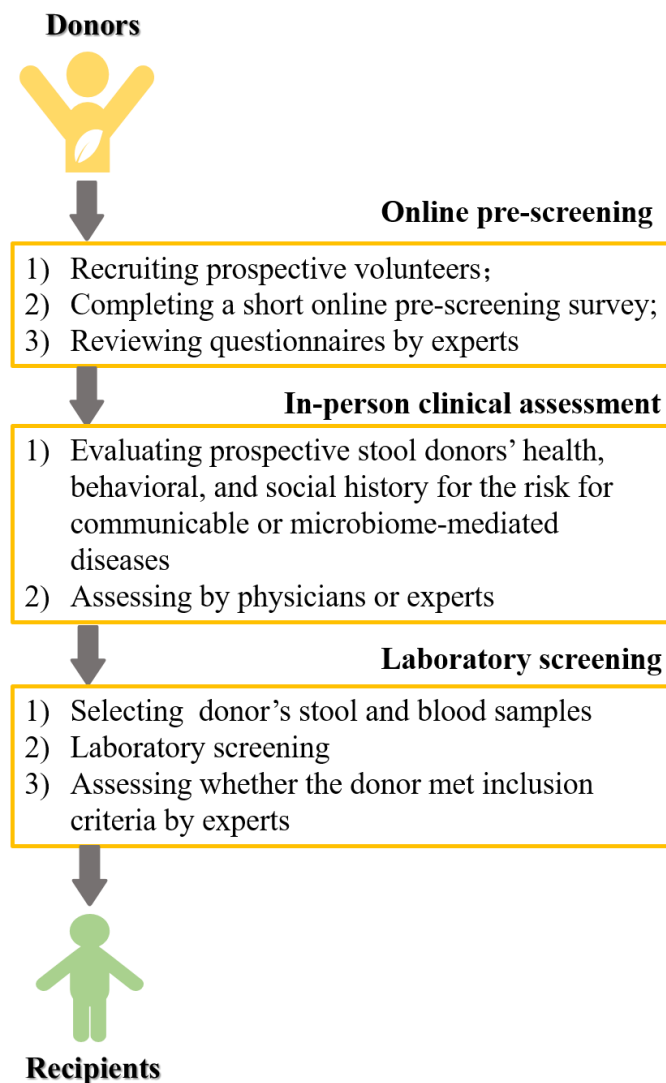 Donors
Online pre-screening
1) Recruiting prospective volunteers；
2) Completing a short online pre-screening survey;
3) Reviewing questionnaires by experts
In-person clinical assessment
1) Evaluating prospective stool donors’ health,
behavioral, and social history for the risk for
communicable or microbiome-mediated
diseases
2) Assessing by physicians or experts
Laboratory screening
1) Selecting donor’s stool and blood samples
2) Laboratory screening
3) Assessing whether the donor met inclusion
criteria by experts
Recipients